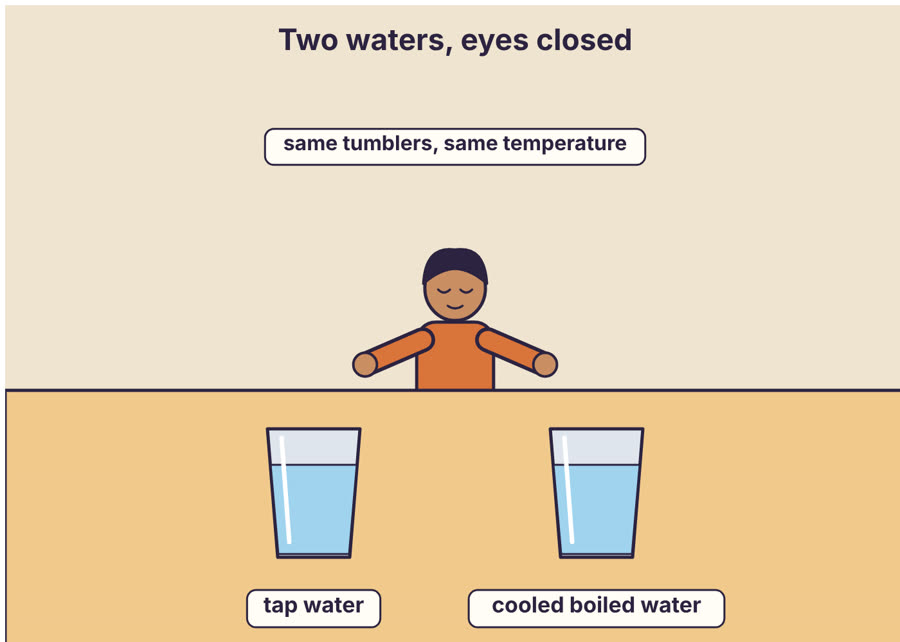 Two waters, eyes closed
same tumblers, same temperature
tap water
cooled boiled water